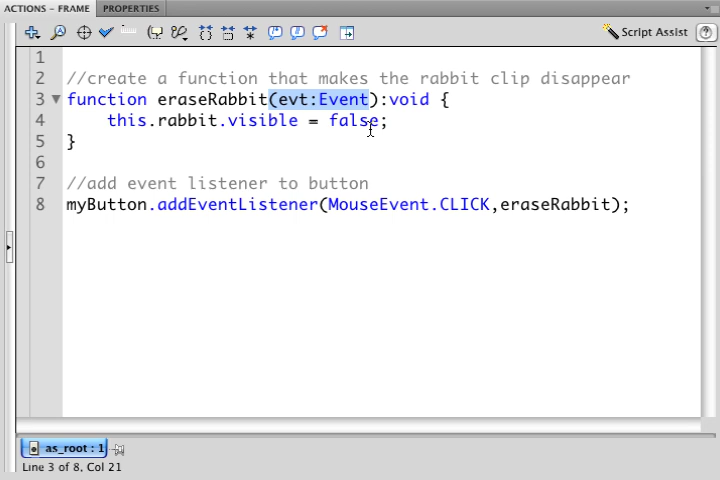 ACTIONS – FRAME PROPERTIES
Script Assist ?
1
2 //create a function that makes the rabbit clip disappear
3 function eraseRabbit(evt:Event):void {
4 this.rabbit.visible = false;
5 }
6
7 //add event listener to button
8 myButton.addEventListener(MouseEvent.CLICK,eraseRabbit);
as_root : 1
Line 3 of 8, Col 21